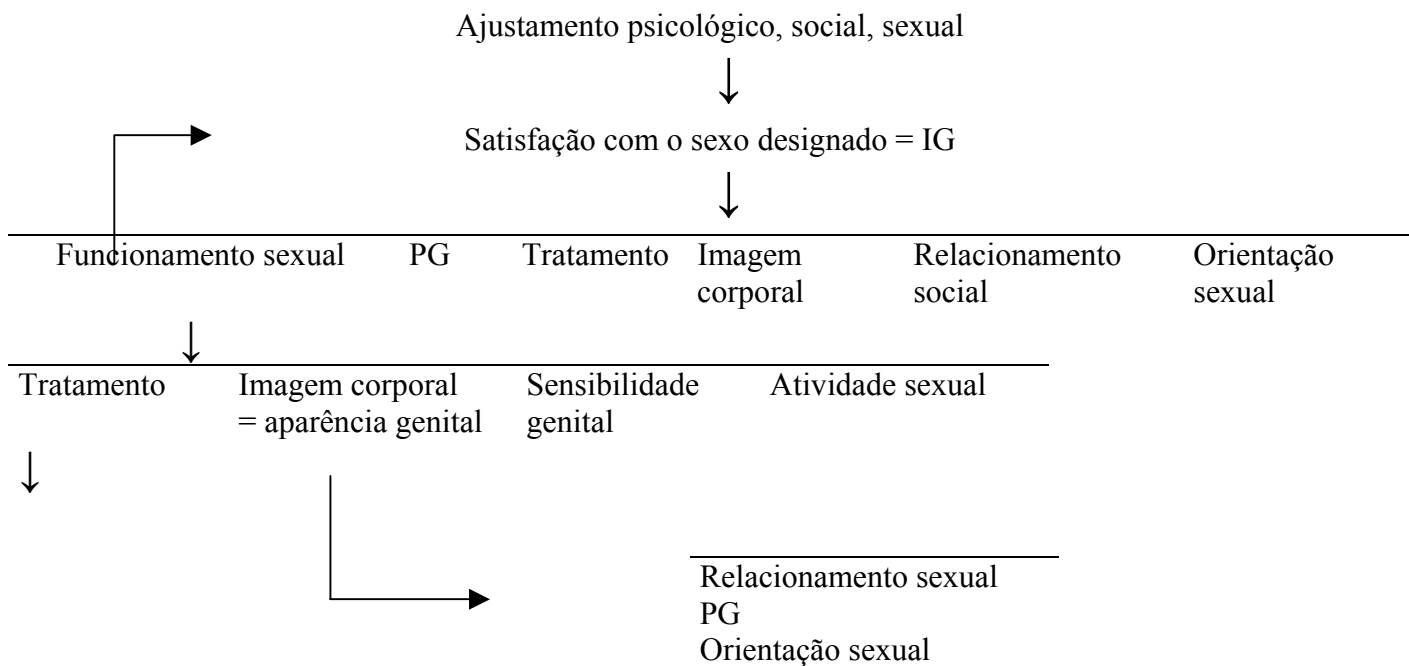 Ajustamento psicológico, social, sexual
↓
Satisfação com o sexo designado = IG
↓
Funcionamento sexual PG Tratamento Imagem Relacionamento Orientação
corporal social sexual
↓
Tratamento Imagem corporal Sensibilidade Atividade sexual
= aparência genital genital
↓
Relacionamento sexual
PG
Orientação sexual